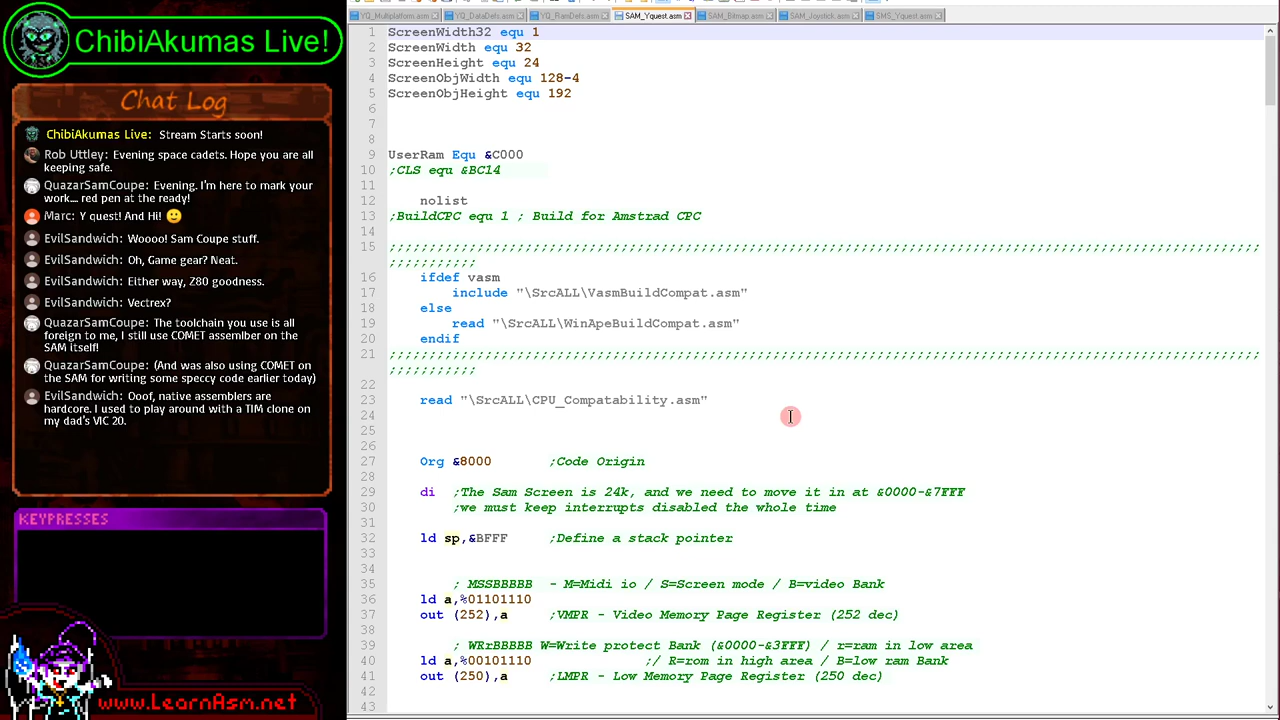 ChibiAkumas Live!
Chat Log
ChibiAkumas Live: Stream Starts soon!
Rob Uttley: Evening space cadets. Hope you are all
keeping safe.
QuazarSamCoupe: Evening. I'm here to mark your
work.... red pen at the ready!
Marc: Y quest! And Hi! 🙂
EvilSandwich: Woooo! Sam Coupe stuff.
EvilSandwich: Oh, Game gear? Neat.
EvilSandwich: Either way, Z80 goodness.
EvilSandwich: Vectrex?
QuazarSamCoupe: The toolchain you use is all
foreign to me, I still use COMET assemlber on the
SAM itself!
QuazarSamCoupe: (And was also using COMET on
the SAM for writing some speccy code earlier today)
EvilSandwich: Ooof, native assemblers are
hardcore. I used to play around with a TIM clone on
my dad's VIC 20.
KEYPRESSES
www.LearnAsm.net
YQ_Multiplatform.asm YQ_DataDefs.asm YQ_RamDefs.asm SAM_Yquest.asm SAM_Bitmap.asm SAM_Joystick.asm SMS_Yquest.asm
1 ScreenWidth32 equ 1
2 ScreenWidth equ 32
3 ScreenHeight equ 24
4 ScreenObjWidth equ 128-4
5 ScreenObjHeight equ 192
6
7
8
9 UserRam Equ &C000
10 ;CLS equ &BC14
11
12 nolist
13 ;BuildCPC equ 1 ; Build for Amstrad CPC
14
15 ;;;;;;;;;;;;;;;;;;;;;;;;;;;;;;;;;;;;;;;;;;;;;;;;;;;;;;;;;;;;;;;;;;;;;;;;;;;;;;;;;;;;;;;;;;;;;;;;;;;;;;;;;;;;;
;;;;;;;;;;;
16 ifdef vasm
17 include "\SrcALL\VasmBuildCompat.asm"
18 else
19 read "\SrcALL\WinApeBuildCompat.asm"
20 endif
21 ;;;;;;;;;;;;;;;;;;;;;;;;;;;;;;;;;;;;;;;;;;;;;;;;;;;;;;;;;;;;;;;;;;;;;;;;;;;;;;;;;;;;;;;;;;;;;;;;;;;;;;;;;;;;;
;;;;;;;;;;;
22
23 read "\SrcALL\CPU_Compatability.asm"
24
25
26
27 Org &8000 ;Code Origin
28
29 di ;The Sam Screen is 24k, and we need to move it in at &0000-&7FFF
30 ;we must keep interrupts disabled the whole time
31
32 ld sp,&BFFF ;Define a stack pointer
33
34
35 ; MSSBBBBB - M=Midi io / S=Screen mode / B=video Bank
36 ld a,%01101110
37 out (252),a ;VMPR - Video Memory Page Register (252 dec)
38
39 ; WRrBBBBB W=Write protect Bank (&0000-&3FFF) / r=ram in low area
40 ld a,%00101110 ;/ R=rom in high area / B=low ram Bank
41 out (250),a ;LMPR - Low Memory Page Register (250 dec)
42
43